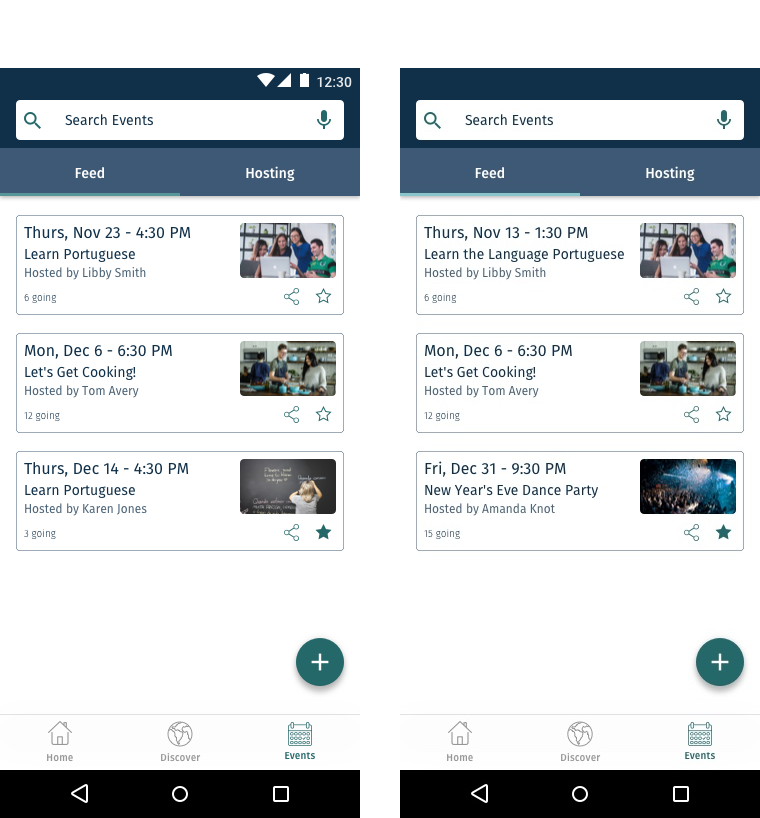 12:30
Search Events
Feed
Hosting
Thurs, Nov 23 - 4:30 PM
Learn Portuguese
Hosted by Libby Smith
6 going
Mon, Dec 6 - 6:30 PM
Let's Get Cooking!
Hosted by Tom Avery
12 going
Thurs, Dec 14 - 4:30 PM
Learn Portuguese
Hosted by Karen Jones
3 going
Home
Discover
Events
Search Events
Feed
Hosting
Thurs, Nov 13 - 1:30 PM
Learn the Language Portuguese
Hosted by Libby Smith
6 going
Mon, Dec 6 - 6:30 PM
Let's Get Cooking!
Hosted by Tom Avery
12 going
Fri, Dec 31 - 9:30 PM
New Year's Eve Dance Party
Hosted by Amanda Knot
15 going
Home
Discover
Events